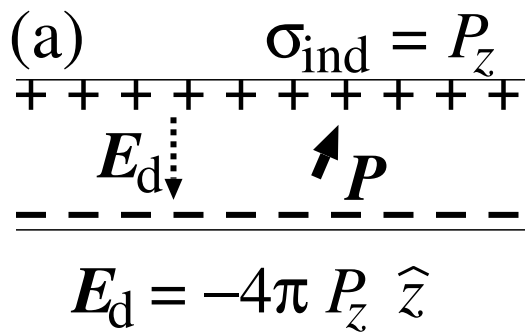 (a) σind = Pz
+ + + + + + + + + +
Ed P
− − − − − − − − − −
Ed = −4π Pz ẑ